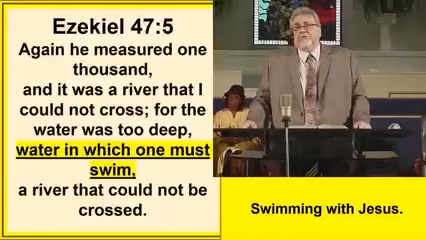 Ezekiel 47:5
Again he measured one
thousand,
and it was a river that I
could not cross; for the
water was too deep,
water in which one must
swim,
a river that could not be
crossed.
Swimming with Jesus.